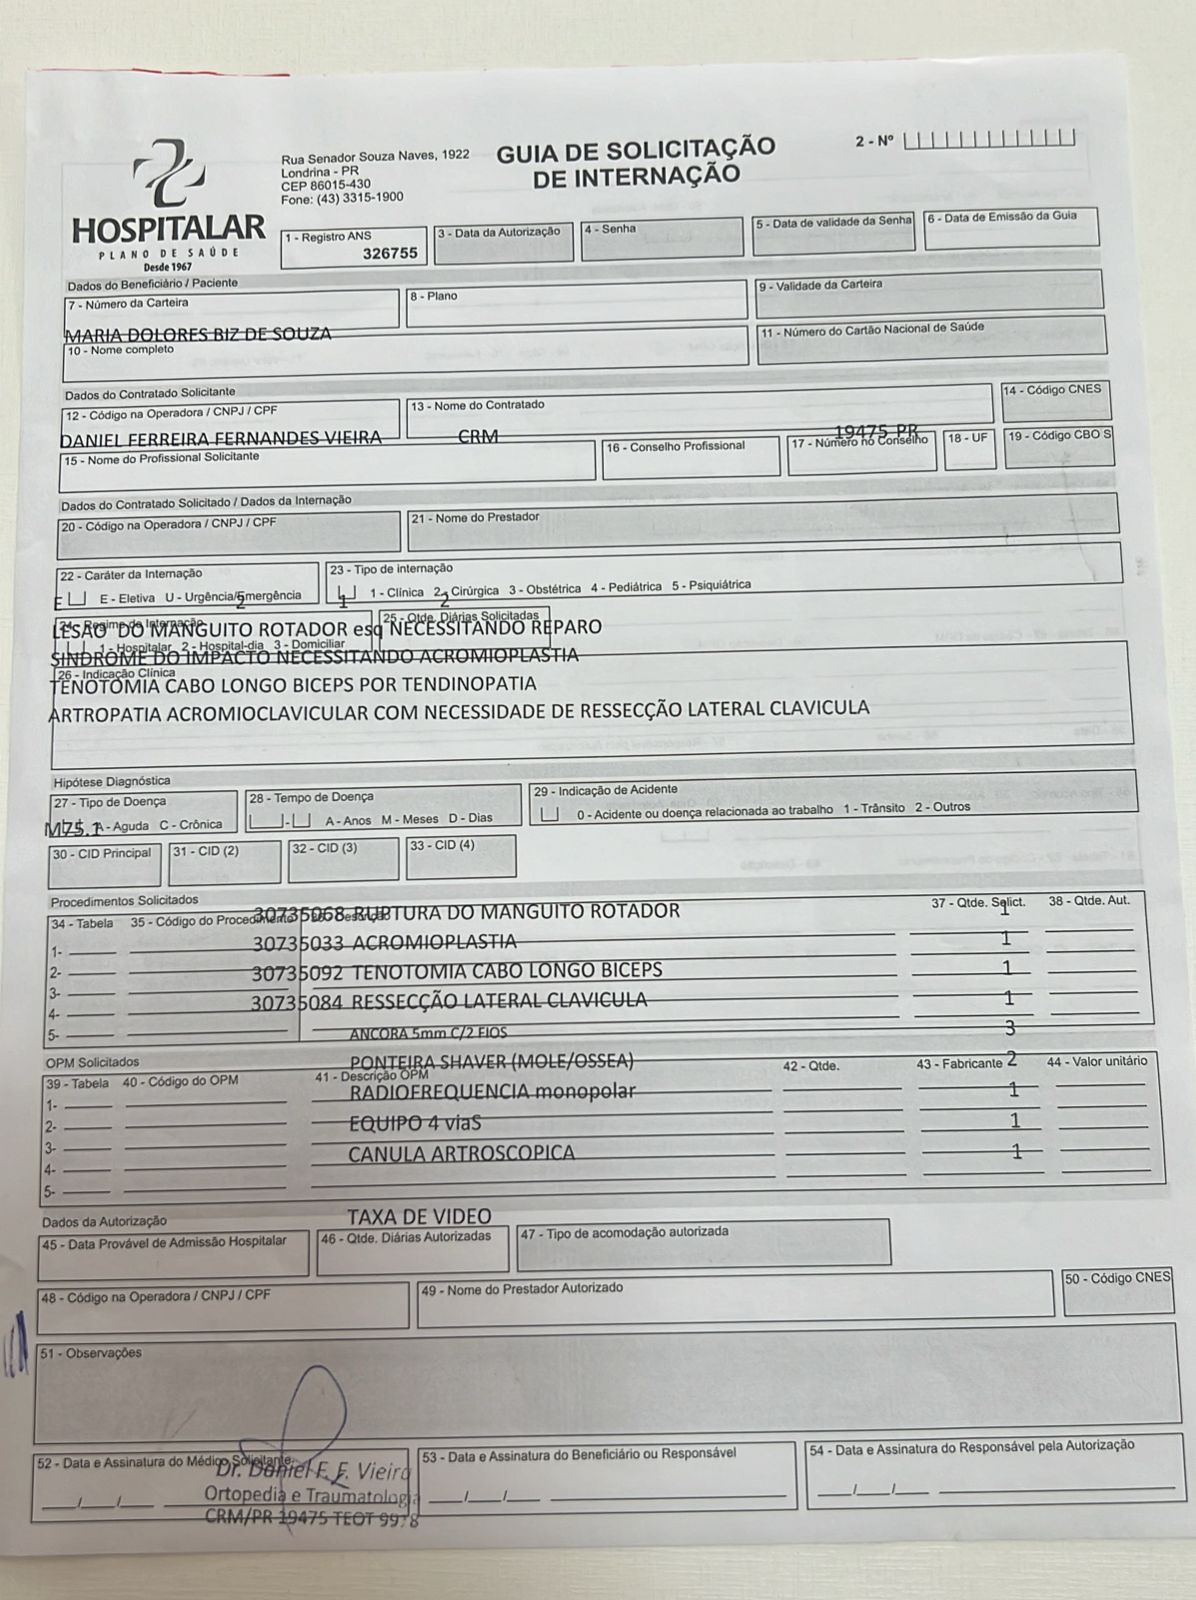 HOSPITALAR
PLANO DE SAÚDE
Desde 1967
Rua Senador Souza Naves, 1922
Londrina - PR
CEP 86015-430
Fone: (43) 3315-1900
GUIA DE SOLICITAÇÃO
DE INTERNAÇÃO
2 - Nº
1 - Registro ANS
326755
3 - Data da Autorização
4 - Senha
5 - Data de validade da Senha
6 - Data de Emissão da Guia
Dados do Beneficiário / Paciente
7 - Número da Carteira
8 - Plano
9 - Validade da Carteira
MARIA DOLORES BIZ DE SOUZA
10 - Nome completo
11 - Número do Cartão Nacional de Saúde
Dados do Contratado Solicitante
12 - Código na Operadora / CNPJ / CPF
13 - Nome do Contratado
14 - Código CNES
DANIEL FERREIRA FERNANDES VIEIRA CRM 19475 PR
15 - Nome do Profissional Solicitante
16 - Conselho Profissional
17 - Número no Conselho
18 - UF
19 - Código CBO S
Dados do Contratado Solicitado / Dados da Internação
20 - Código na Operadora / CNPJ / CPF
21 - Nome do Prestador
22 - Caráter da Internação
E E - Eletiva U - Urgência/Emergência
23 - Tipo de internação
1 - Clínica 2 - Cirúrgica 3 - Obstétrica 4 - Pediátrica 5 - Psiquiátrica
2 1 2
24 - Regime de Internação
1 - Hospitalar 2 - Hospital-dia 3 - Domiciliar
25 - Qtde. Diárias Solicitadas
LESAO DO MANGUITO ROTADOR esq NECESSITANDO REPARO
SINDROME DO IMPACTO NECESSITANDO ACROMIOPLASTIA
26 - Indicação Clínica
TENOTOMIA CABO LONGO BICEPS POR TENDINOPATIA
ARTROPATIA ACROMIOCLAVICULAR COM NECESSIDADE DE RESSECÇÃO LATERAL CLAVICULA
Hipótese Diagnóstica
27 - Tipo de Doença
M75.1 A - Aguda C - Crônica
28 - Tempo de Doença
A - Anos M - Meses D - Dias
29 - Indicação de Acidente
0 - Acidente ou doença relacionada ao trabalho 1 - Trânsito 2 - Outros
30 - CID Principal
31 - CID (2)
32 - CID (3)
33 - CID (4)
Procedimentos Solicitados
34 - Tabela 35 - Código do Procedimento 36 - Descrição 37 - Qtde. Solict. 38 - Qtde. Aut.
30735068 RUPTURA DO MANGUITO ROTADOR 1
1- 30735033 ACROMIOPLASTIA 1
2- 30735092 TENOTOMIA CABO LONGO BICEPS 1
3-
4- 30735084 RESSECÇÃO LATERAL CLAVICULA 1
5- ANCORA 5mm C/2 FIOS 3
OPM Solicitados
PONTEIRA SHAVER (MOLE/OSSEA) 2
39 - Tabela 40 - Código do OPM 41 - Descrição OPM 42 - Qtde. 43 - Fabricante 44 - Valor unitário
1- RADIOFREQUENCIA monopolar 1
2- EQUIPO 4 viaS 1
3- CANULA ARTROSCOPICA 1
4-
5-
TAXA DE VIDEO
Dados da Autorização
45 - Data Provável de Admissão Hospitalar
46 - Qtde. Diárias Autorizadas
47 - Tipo de acomodação autorizada
48 - Código na Operadora / CNPJ / CPF
49 - Nome do Prestador Autorizado
50 - Código CNES
51 - Observações
52 - Data e Assinatura do Médico Solicitante
53 - Data e Assinatura do Beneficiário ou Responsável
54 - Data e Assinatura do Responsável pela Autorização
Dr. Daniel F. F. Vieira
Ortopedia e Traumatologia
CRM/PR 19475 TEOT 9978